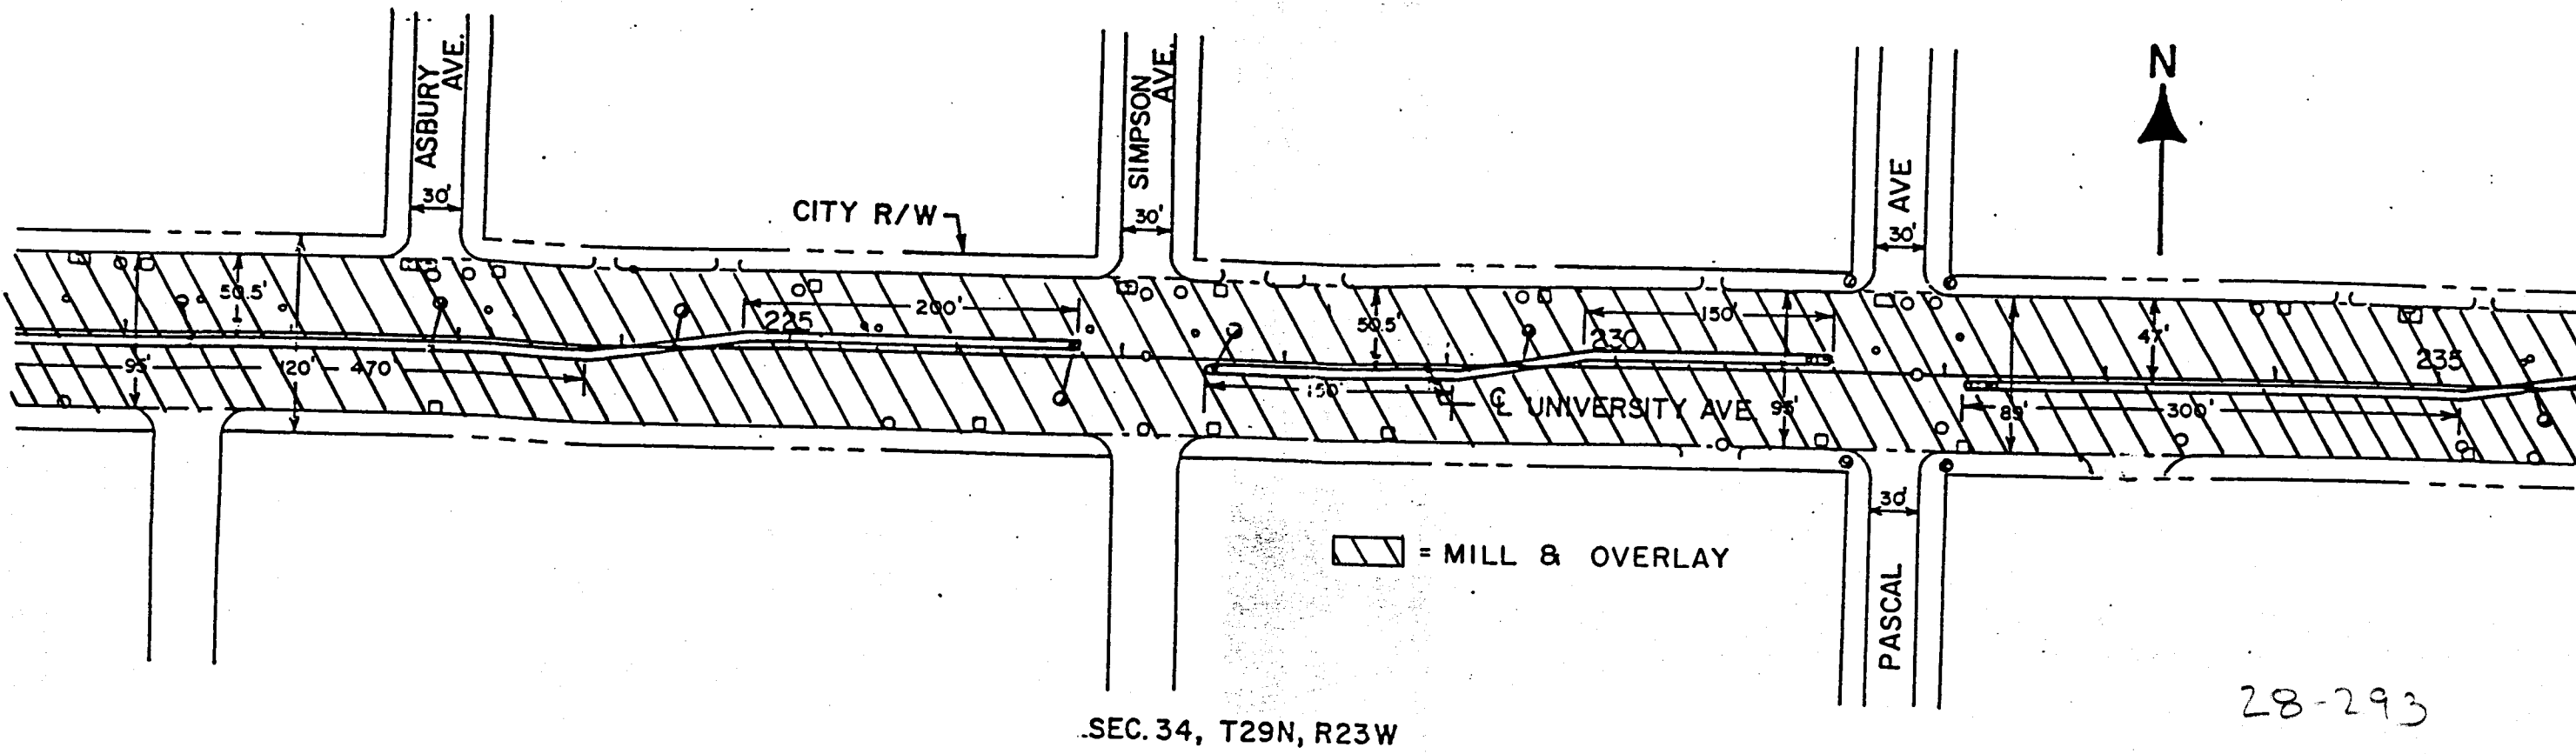 ASBURY
AVE.
SIMPSON
AVE.
N
AVE
30'
30'
30'
CITY R/W
50.5'
200'
225
50.5'
150'
230
47'
235
95'
120'
470
150'
℄ UNIVERSITY AVE
95'
89'
300'
30'
= MILL & OVERLAY
PASCAL
SEC. 34, T29N, R23W
28-293